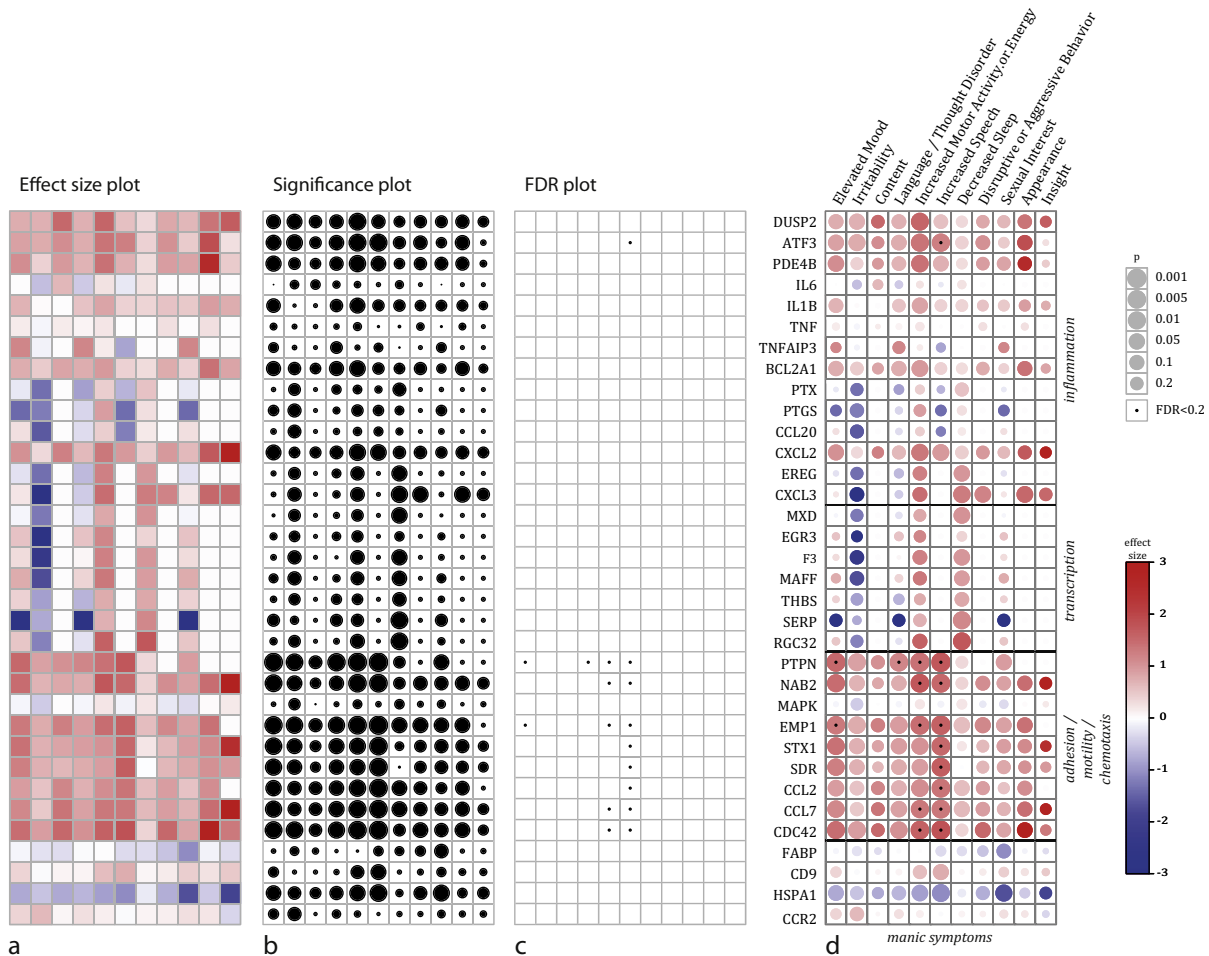 Elevated Mood
Irritability
Content
Language / Thought Disorder
Increased Motor Activity.or.Energy
Increased Speech
Decreased Sleep
Disruptive or Aggressive Behavior
Sexual Interest
Appearance
Insight
Effect size plot
Significance plot
FDR plot
DUSP2
ATF3
PDE4B
IL6
IL1B
TNF
TNFAIP3
BCL2A1
PTX
PTGS
CCL20
CXCL2
EREG
CXCL3
MXD
EGR3
F3
MAFF
THBS
SERP
RGC32
PTPN
NAB2
MAPK
EMP1
STX1
SDR
CCL2
CCL7
CDC42
FABP
CD9
HSPA1
CCR2
inflammation
transcription
adhesion /
motility /
chemotaxis
p
0.001
0.005
0.01
0.05
0.1
0.2
FDR<0.2
effect
size
3
2
1
0
-1
-2
-3
manic symptoms
a
b
c
d